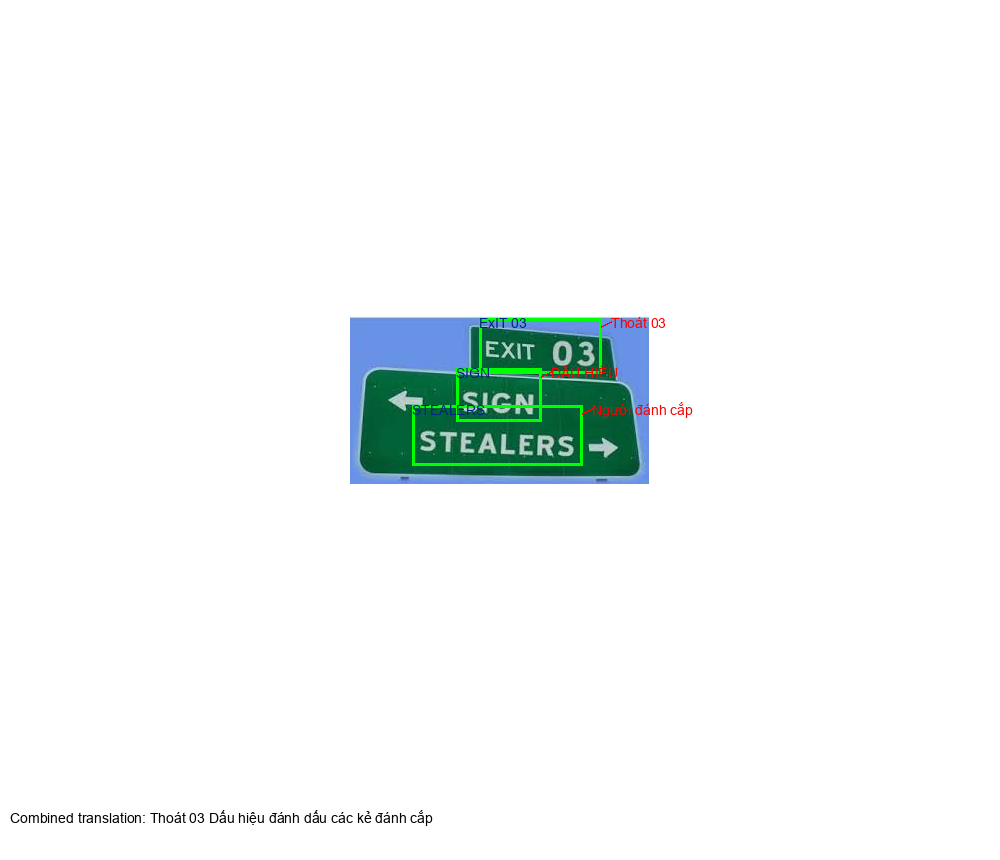 ExIT 03
Thoát 03
EXIT 03
SIGN
DẤU HIỆU
SIGN
STEALERS
Người đánh cắp
STEALERS
Combined translation: Thoát 03 Dấu hiệu đánh dấu các kẻ đánh cắp